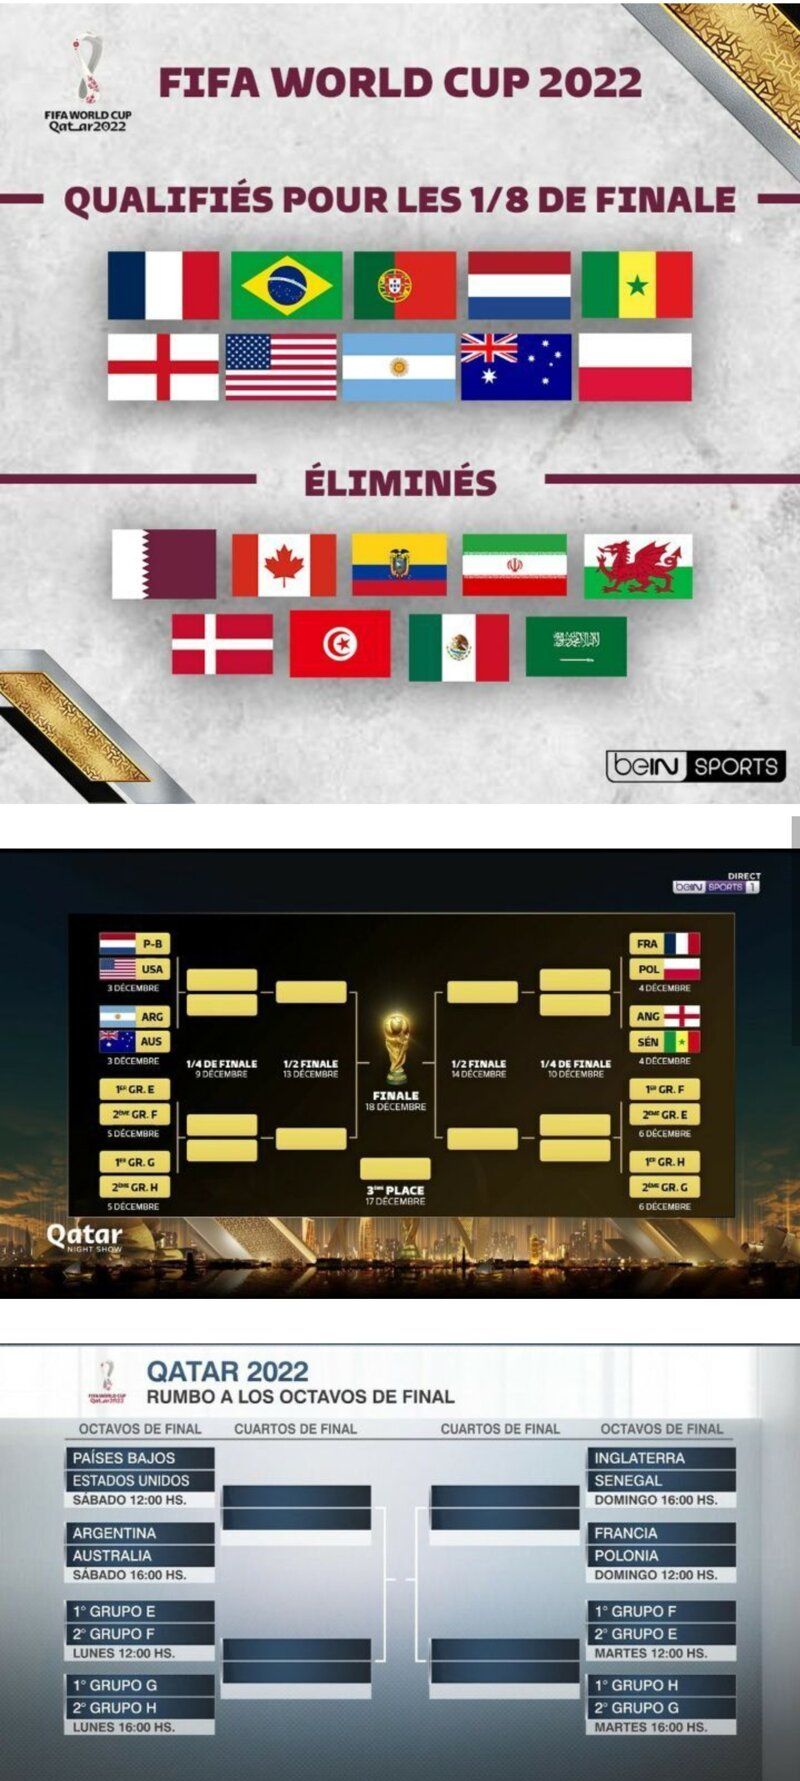 FIFA WORLD CUP
Qatar2022
FIFA WORLD CUP 2022
QUALIFIÉS POUR LES 1/8 DE FINALE
ÉLIMINÉS
beIN SPORTS
DIRECT
beIN SPORTS 1
P-B
USA
3 DÉCEMBRE
ARG
AUS
3 DÉCEMBRE
1ER GR. E
2ÈME GR. F
5 DÉCEMBRE
1ER GR. G
2ÈME GR. H
5 DÉCEMBRE
1/4 DE FINALE
9 DÉCEMBRE
1/2 FINALE
13 DÉCEMBRE
FINALE
18 DÉCEMBRE
3ÈME PLACE
17 DÉCEMBRE
1/2 FINALE
14 DÉCEMBRE
1/4 DE FINALE
10 DÉCEMBRE
FRA
POL
4 DÉCEMBRE
ANG
SÉN
4 DÉCEMBRE
1ER GR. F
2ÈME GR. E
6 DÉCEMBRE
1ER GR. H
2ÈME GR. G
6 DÉCEMBRE
Qatar
NIGHT SHOW
FIFA WORLD CUP
Qatar2022
QATAR 2022
RUMBO A LOS OCTAVOS DE FINAL
OCTAVOS DE FINAL
CUARTOS DE FINAL
CUARTOS DE FINAL
OCTAVOS DE FINAL
PAÍSES BAJOS
ESTADOS UNIDOS
SÁBADO 12:00 HS.
ARGENTINA
AUSTRALIA
SÁBADO 16:00 HS.
1° GRUPO E
2° GRUPO F
LUNES 12:00 HS.
1° GRUPO G
2° GRUPO H
LUNES 16:00 HS.
INGLATERRA
SENEGAL
DOMINGO 16:00 HS.
FRANCIA
POLONIA
DOMINGO 12:00 HS.
1° GRUPO F
2° GRUPO E
MARTES 12:00 HS.
1° GRUPO H
2° GRUPO G
MARTES 16:00 HS.